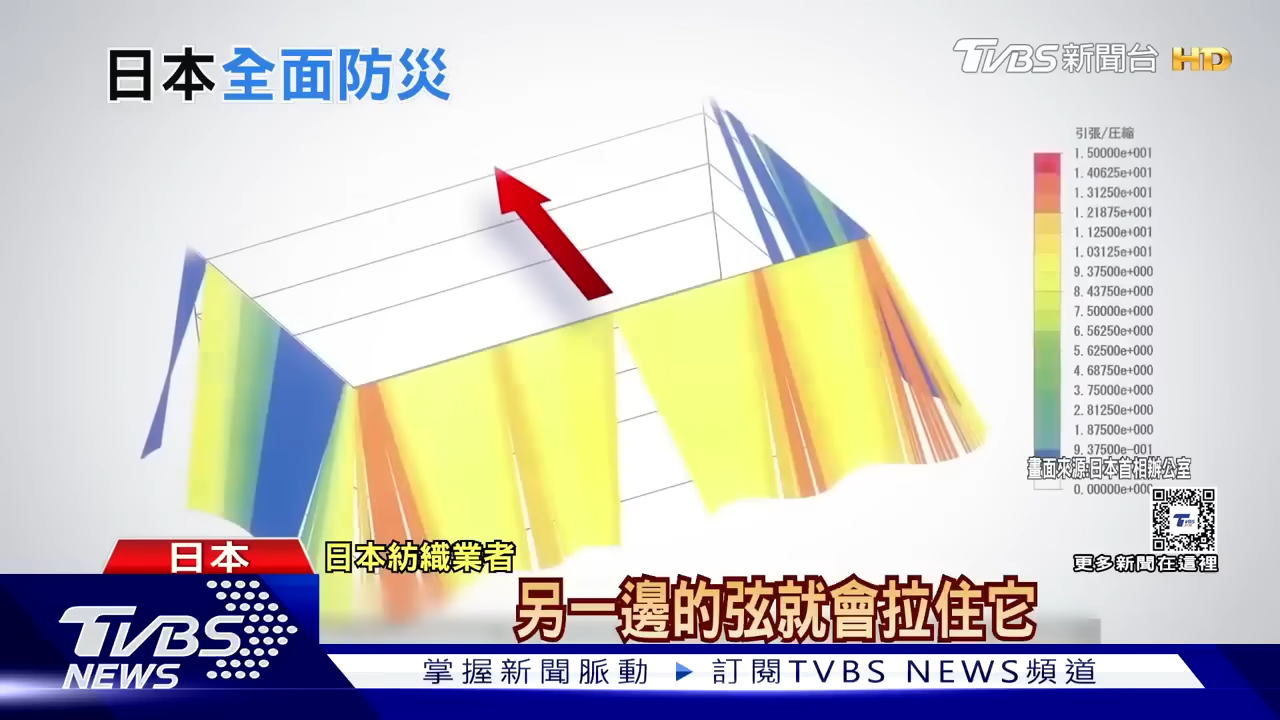 日本全面防災
TVBS新聞台 HD
引張/圧縮
1.50000e+001
1.40625e+001
1.31250e+001
1.21875e+001
1.12500e+001
1.03125e+001
9.37500e+000
8.43750e+000
7.50000e+000
6.56250e+000
5.62500e+000
4.68750e+000
3.75000e+000
2.81250e+000
1.87500e+000
9.37500e-001
畫面來源:日本首相辦公室
0.00000e+000
更多新聞在這裡
日本
日本紡織業者
另一邊的弦就會拉住它
TVBS
NEWS
掌握新聞脈動 ▶ 訂閱TVBS NEWS頻道